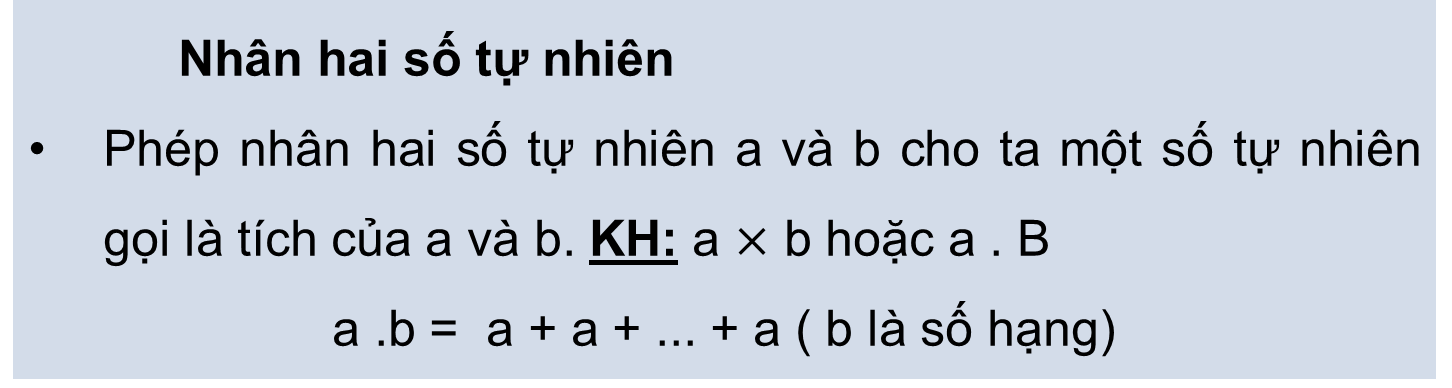 Nhân hai số tự nhiên
• Phép nhân hai số tự nhiên a và b cho ta một số tự nhiên
gọi là tích của a và b. KH: a × b hoặc a . B
a .b = a + a + ... + a ( b là số hạng)